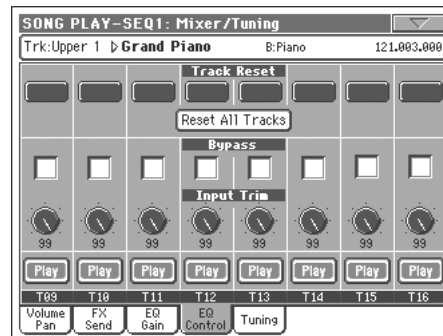 SONG PLAY-SEQ1: Mixer/Tuning
Trk:Upper 1 Grand Piano B:Piano 121.003.000
Track Reset
Reset All Tracks
Bypass
Input Trim
99 99 99 99 99 99 99 99
Play Play Play Play Play Play Play Play
T09 T10 T11 T12 T13 T14 T15 T16
Volume Pan FX Send EQ Gain EQ Control Tuning